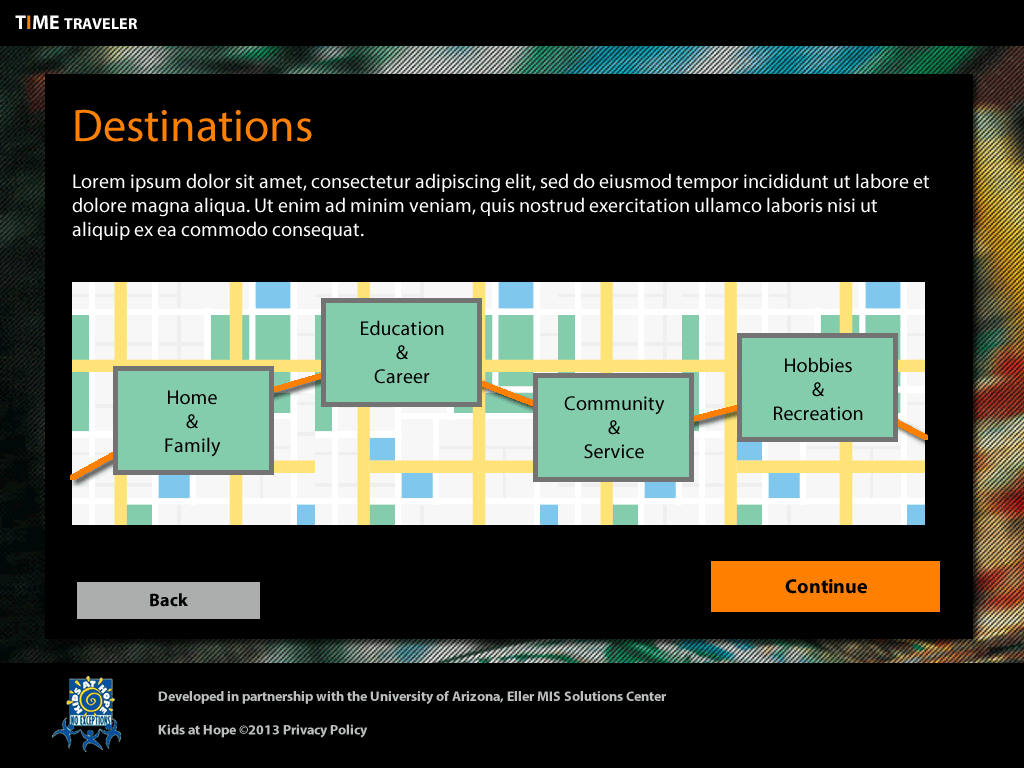 TIME TRAVELER
Destinations
Lorem ipsum dolor sit amet, consectetur adipiscing elit, sed do eiusmod tempor incididunt ut labore et
dolore magna aliqua. Ut enim ad minim veniam, quis nostrud exercitation ullamco laboris nisi ut
aliquip ex ea commodo consequat.
Home
&
Family
Education
&
Career
Community
&
Service
Hobbies
&
Recreation
Back
Continue
KIDS AT HOPE
NO EXCEPTIONS
Developed in partnership with the University of Arizona, Eller MIS Solutions Center
Kids at Hope ©2013 Privacy Policy